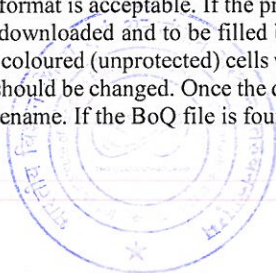 format is acceptable. If the pr
downloaded and to be filled
coloured (unprotected) cells
should be changed. Once the
ename. If the BoQ file is fou